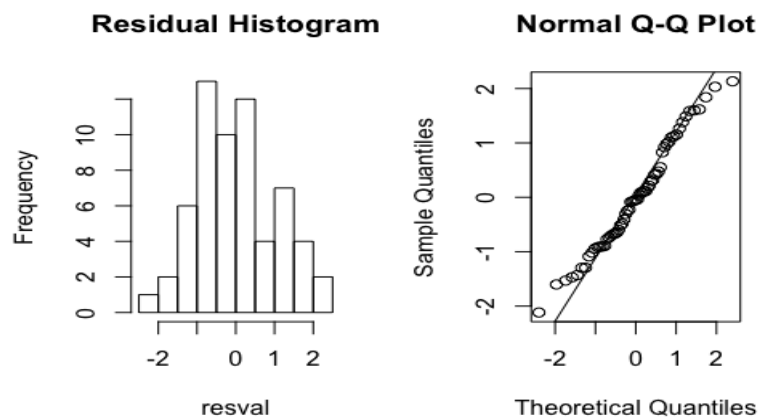 Residual Histogram
Frequency
0 2 4 6 8 10
-2 0 1 2
resval
Normal Q-Q Plot
Sample Quantiles
-2 -1 0 1 2
-2 0 1 2
Theoretical Quantiles